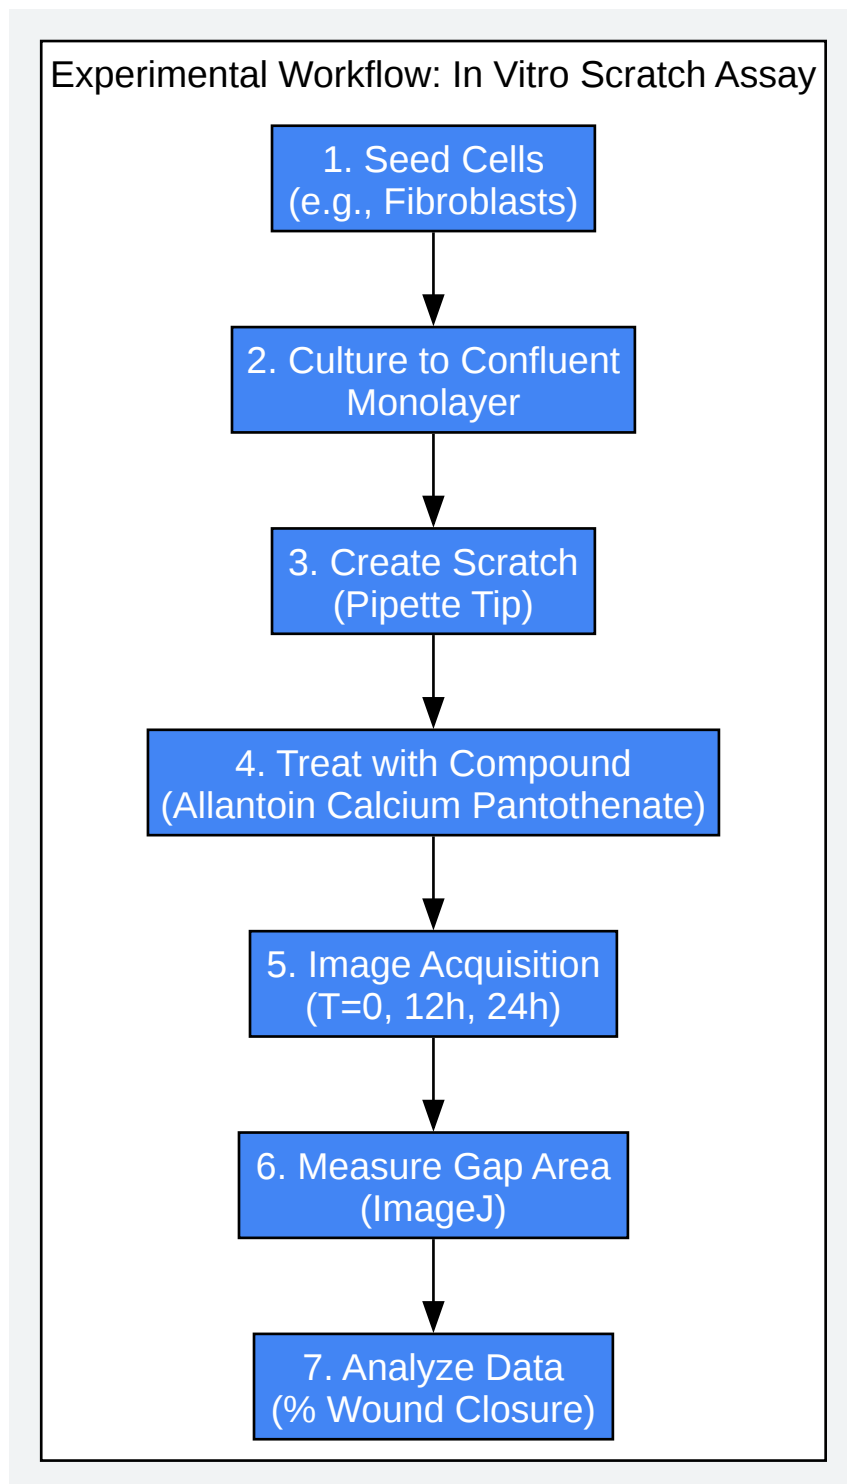 Experimental Workflow: In Vitro Scratch Assay
1. Seed Cells
(e.g., Fibroblasts)
2. Culture to Confluent
Monolayer
3. Create Scratch
(Pipette Tip)
4. Treat with Compound
(Allantoin Calcium Pantothenate)
5. Image Acquisition
(T=0, 12h, 24h)
6. Measure Gap Area
(ImageJ)
7. Analyze Data
(% Wound Closure)